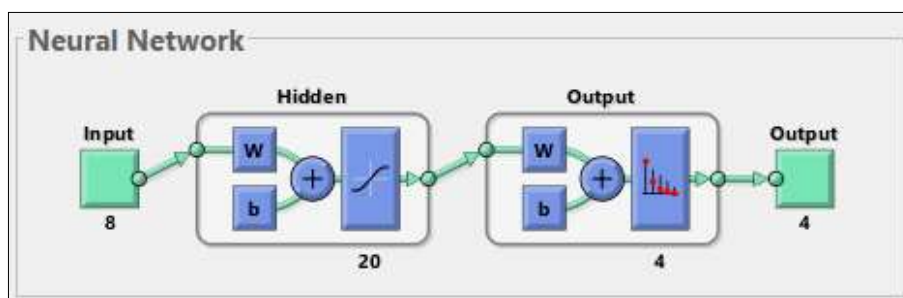 Neural Network
Hidden Output
Input W b + W b + Output
8 20 4 4